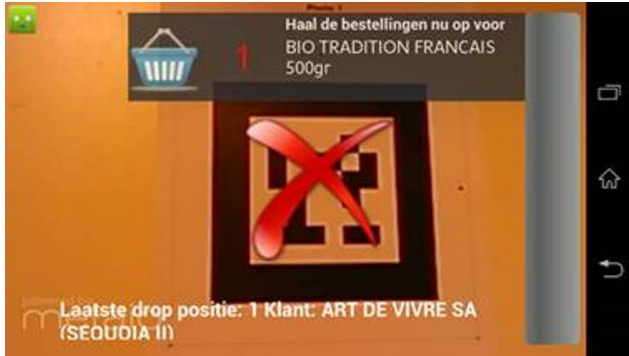 Haal de bestellingen nu op voor
BIO TRADITION FRANCAIS
1
500gr
Laatste drop positie: 1 Klant: ART DE VIVRE SA
(SEQUOIA II)